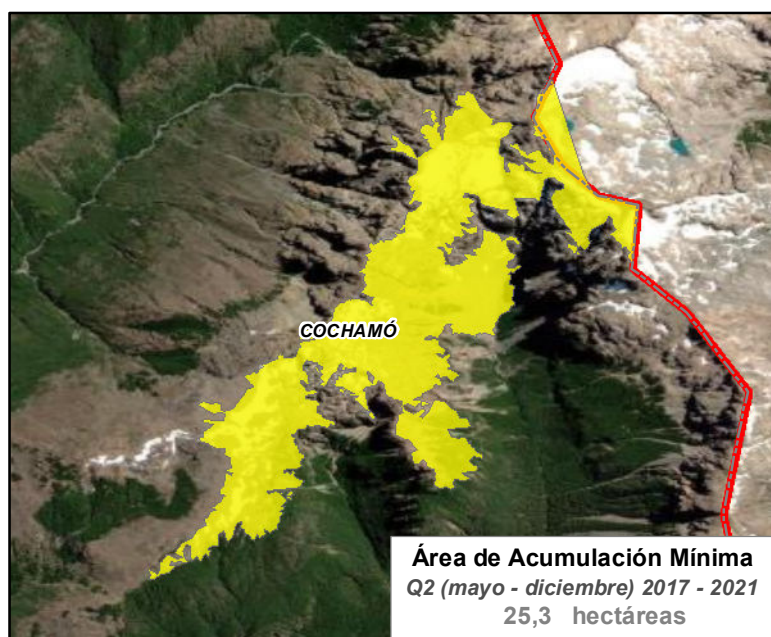 COCHAMÓ
Área de Acumulación Mínima
Q2 (mayo - diciembre) 2017 - 2021
25,3 hectáreas